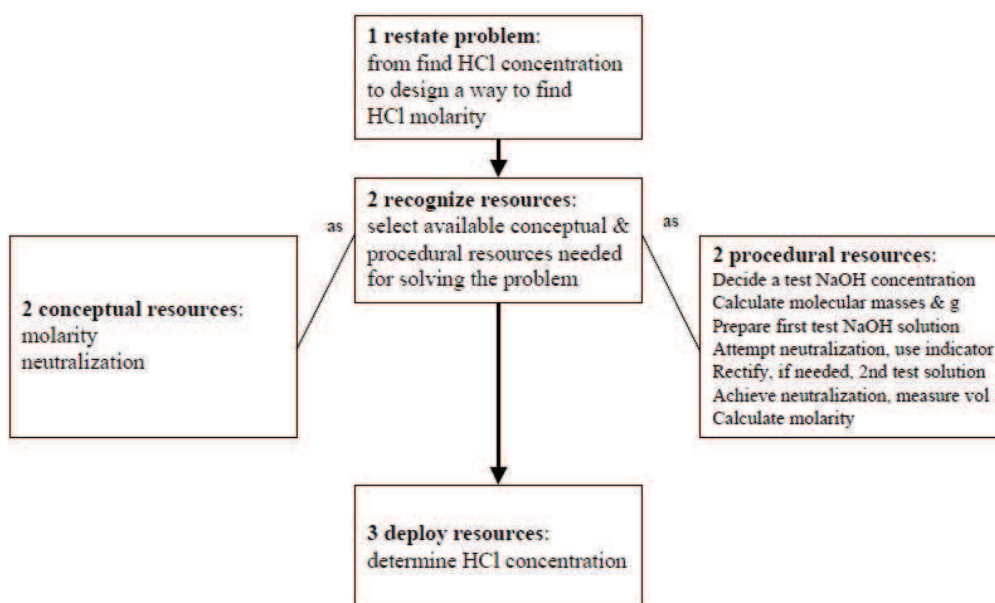 1 restate problem:
from find HCl concentration
to design a way to find
HCl molarity
2 recognize resources:
select available conceptual &
procedural resources needed
for solving the problem
as
as
2 conceptual resources:
molarity
neutralization
2 procedural resources:
Decide a test NaOH concentration
Calculate molecular masses & g
Prepare first test NaOH solution
Attempt neutralization, use indicator
Rectify, if needed, 2nd test solution
Achieve neutralization, measure vol
Calculate molarity
3 deploy resources:
determine HCl concentration